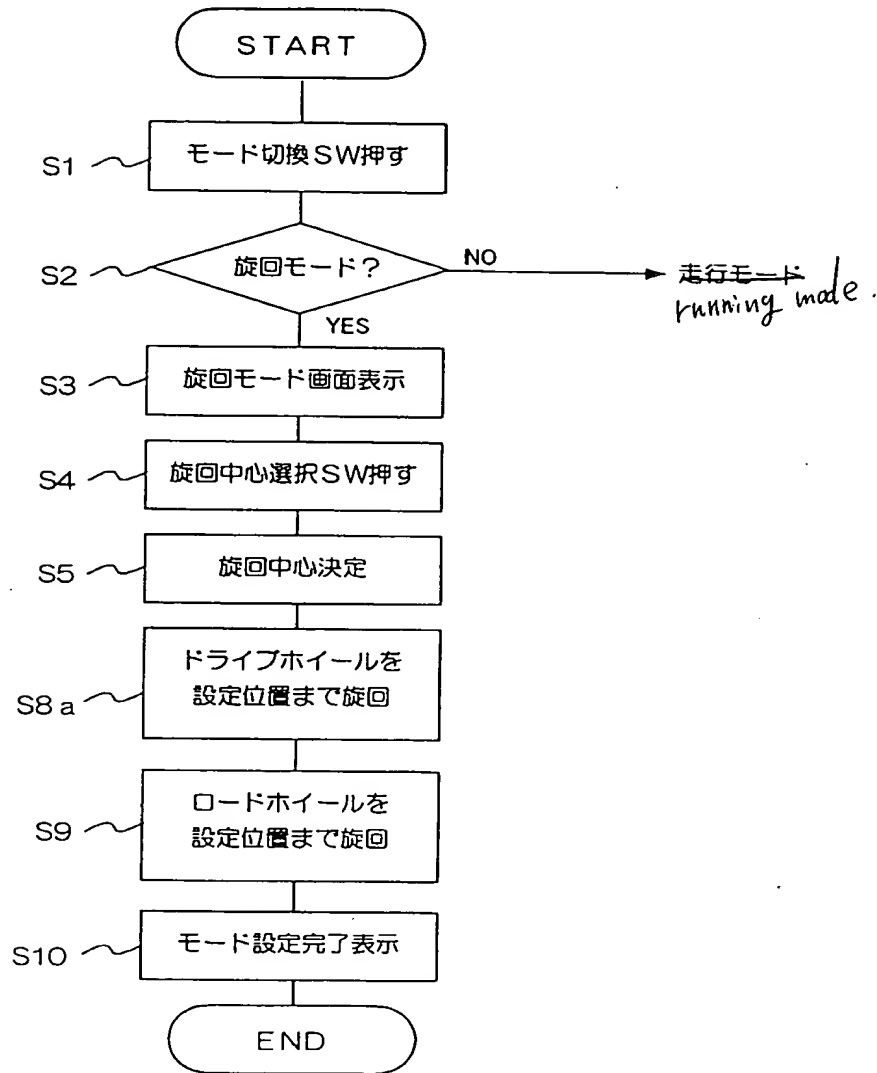 START
S1 モード切換SW押す
S2 旋回モード? NO 走行モード
running mode.
YES
S3 旋回モード画面表示
S4 旋回中心選択SW押す
S5 旋回中心決定
ドライブホイールを
S8a 設定位置まで旋回
ロードホイールを
S9 設定位置まで旋回
S10 モード設定完了表示
END